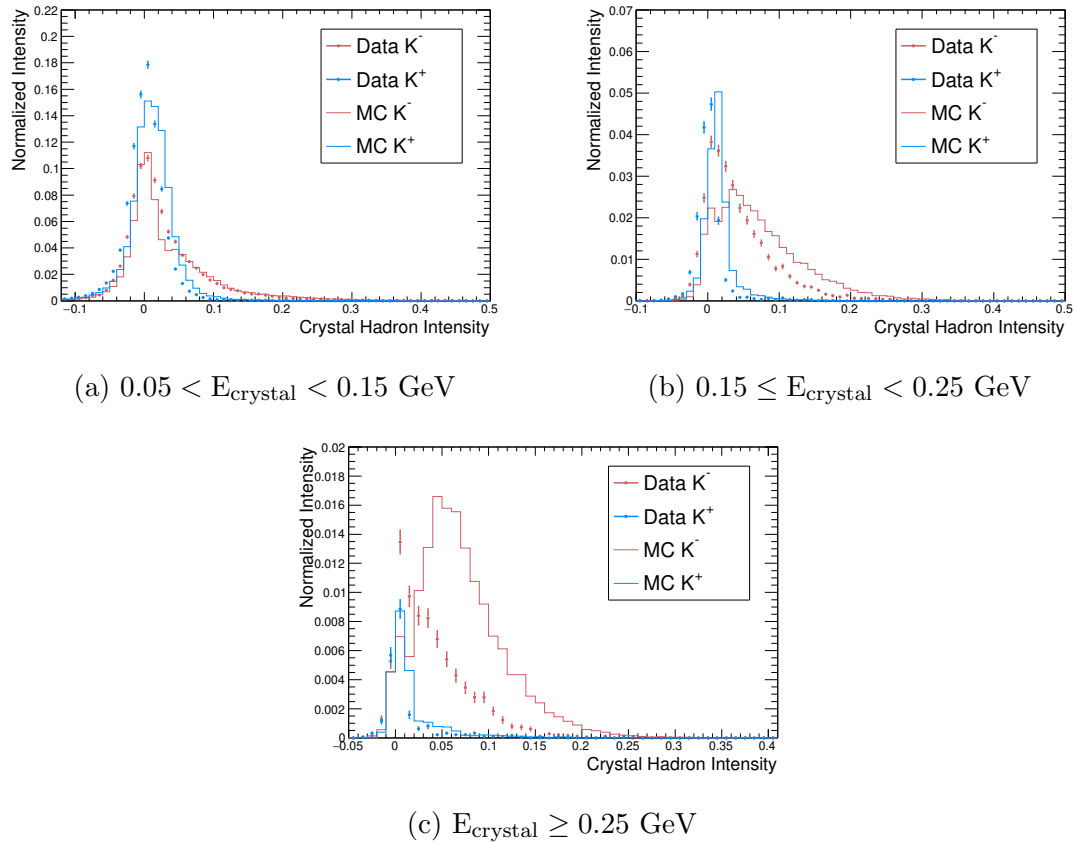 Normalized Intensity
0.22
0.2
0.18
0.16
0.14
0.12
0.1
0.08
0.06
0.04
0.02
0
−0.1 0 0.1 0.2 0.3 0.4 0.5
Crystal Hadron Intensity
Data K⁻
Data K⁺
MC K⁻
MC K⁺
(a) 0.05 < E_crystal < 0.15 GeV
Normalized Intensity
0.07
0.06
0.05
0.04
0.03
0.02
0.01
0
−0.1 0 0.1 0.2 0.3 0.4 0.5
Crystal Hadron Intensity
Data K⁻
Data K⁺
MC K⁻
MC K⁺
(b) 0.15 ≤ E_crystal < 0.25 GeV
Normalized Intensity
0.02
0.018
0.016
0.014
0.012
0.01
0.008
0.006
0.004
0.002
0
−0.05 0 0.05 0.1 0.15 0.2 0.25 0.3 0.35 0.4
Crystal Hadron Intensity
Data K⁻
Data K⁺
MC K⁻
MC K⁺
(c) E_crystal ≥ 0.25 GeV